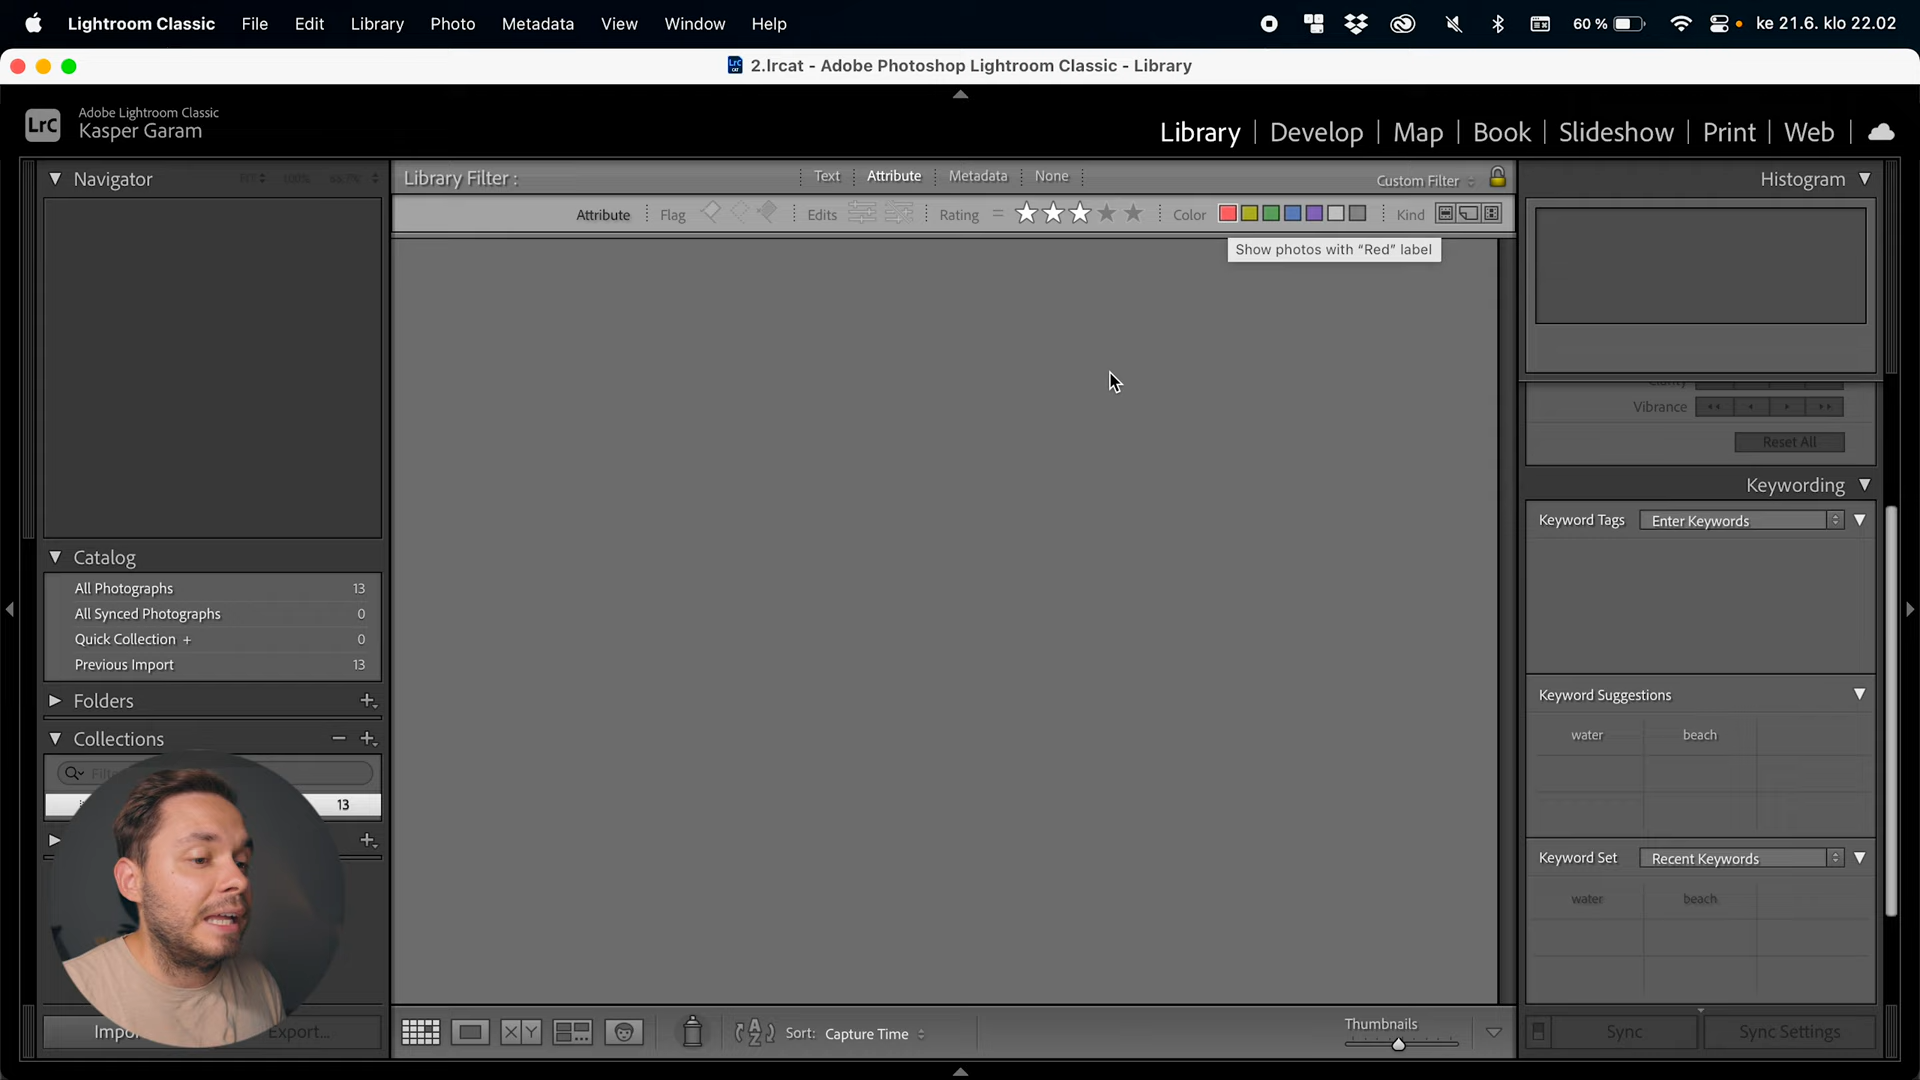 Lightroom Classic File Edit Library Photo Metadata View Window Help 60 % ke 21.6. klo 22.02
2.lrcat - Adobe Photoshop Lightroom Classic - Library
LrC Adobe Lightroom Classic
Kasper Garam
Library Develop Map Book Slideshow Print Web
Navigator
Library Filter : Text Attribute Metadata None Custom Filter
Histogram
Attribute Flag Edits Rating = Color Kind
Show photos with “Red” label
Clarity
Vibrance
Reset All
Keywording
Keyword Tags Enter Keywords
Catalog
All Photographs 13
All Synced Photographs 0
Quick Collection + 0
Previous Import 13
Folders
Collections
13
Keyword Suggestions
water beach
Keyword Set Recent Keywords
water beach
Export...
XY
Sort: Capture Time
Thumbnails
Sync Sync Settings